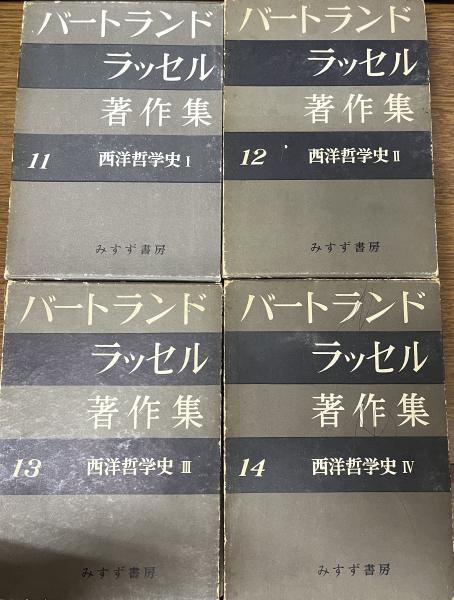 バートランド
ラッセル
著作集
11 西洋哲学史 I
みすず書房
バートランド
ラッセル
著作集
12 西洋哲学史 II
みすず書房
バートランド
ラッセル
著作集
13 西洋哲学史 III
みすず書房
バートランド
ラッセル
著作集
14 西洋哲学史 IV
みすず書房